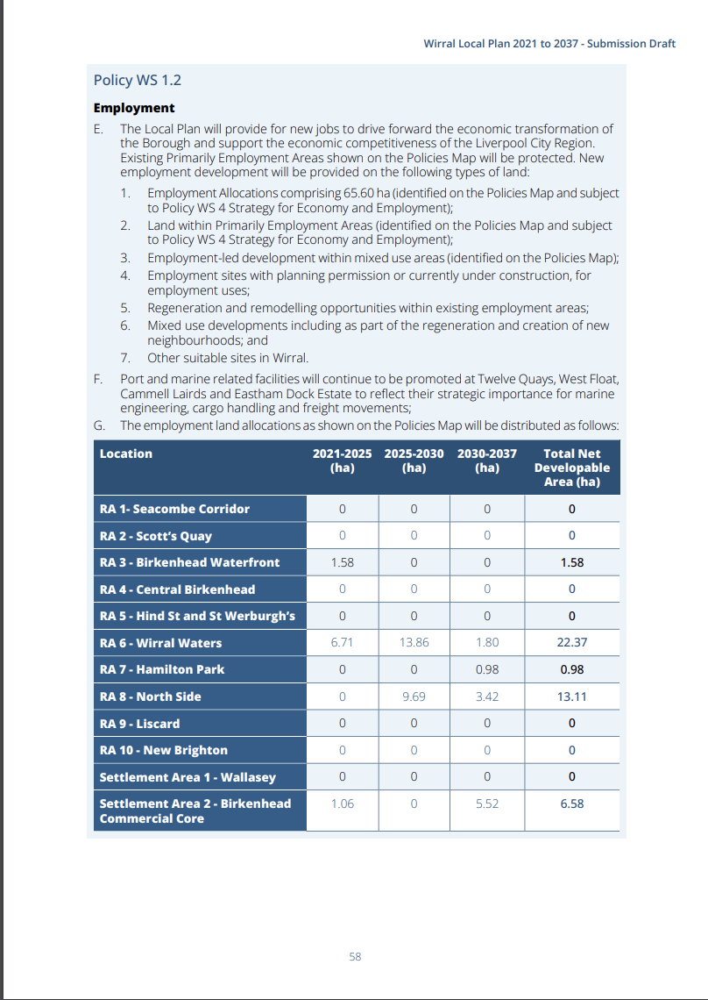 Wirral Local Plan 2021 to 2037 - Submission Draft
Policy WS 1.2
Employment
E. The Local Plan will provide for new jobs to drive forward the economic transformation of
the Borough and support the economic competitiveness of the Liverpool City Region.
Existing Primarily Employment Areas shown on the Policies Map will be protected. New
employment development will be provided on the following types of land:
1. Employment Allocations comprising 65.60 ha (identified on the Policies Map and subject
to Policy WS 4 Strategy for Economy and Employment);
2. Land within Primarily Employment Areas (identified on the Policies Map and subject
to Policy WS 4 Strategy for Economy and Employment);
3. Employment-led development within mixed use areas (identified on the Policies Map);
4. Employment sites with planning permission or currently under construction, for
employment uses;
5. Regeneration and remodelling opportunities within existing employment areas;
6. Mixed use developments including as part of the regeneration and creation of new
neighbourhoods; and
7. Other suitable sites in Wirral.
F. Port and marine related facilities will continue to be promoted at Twelve Quays, West Float,
Cammell Lairds and Eastham Dock Estate to reflect their strategic importance for marine
engineering, cargo handling and freight movements;
G. The employment land allocations as shown on the Policies Map will be distributed as follows:
Location 2021-2025 2025-2030 2030-2037 Total Net
(ha) (ha) (ha) Developable
Area (ha)
RA 1- Seacombe Corridor 0 0 0 0
RA 2 - Scott's Quay 0 0 0 0
RA 3 - Birkenhead Waterfront 1.58 0 0 1.58
RA 4 - Central Birkenhead 0 0 0 0
RA 5 - Hind St and St Werburgh's 0 0 0 0
RA 6 - Wirral Waters 6.71 13.86 1.80 22.37
RA 7 - Hamilton Park 0 0 0.98 0.98
RA 8 - North Side 0 9.69 3.42 13.11
RA 9 - Liscard 0 0 0 0
RA 10 - New Brighton 0 0 0 0
Settlement Area 1 - Wallasey 0 0 0 0
Settlement Area 2 - Birkenhead 1.06 0 5.52 6.58
Commercial Core
58